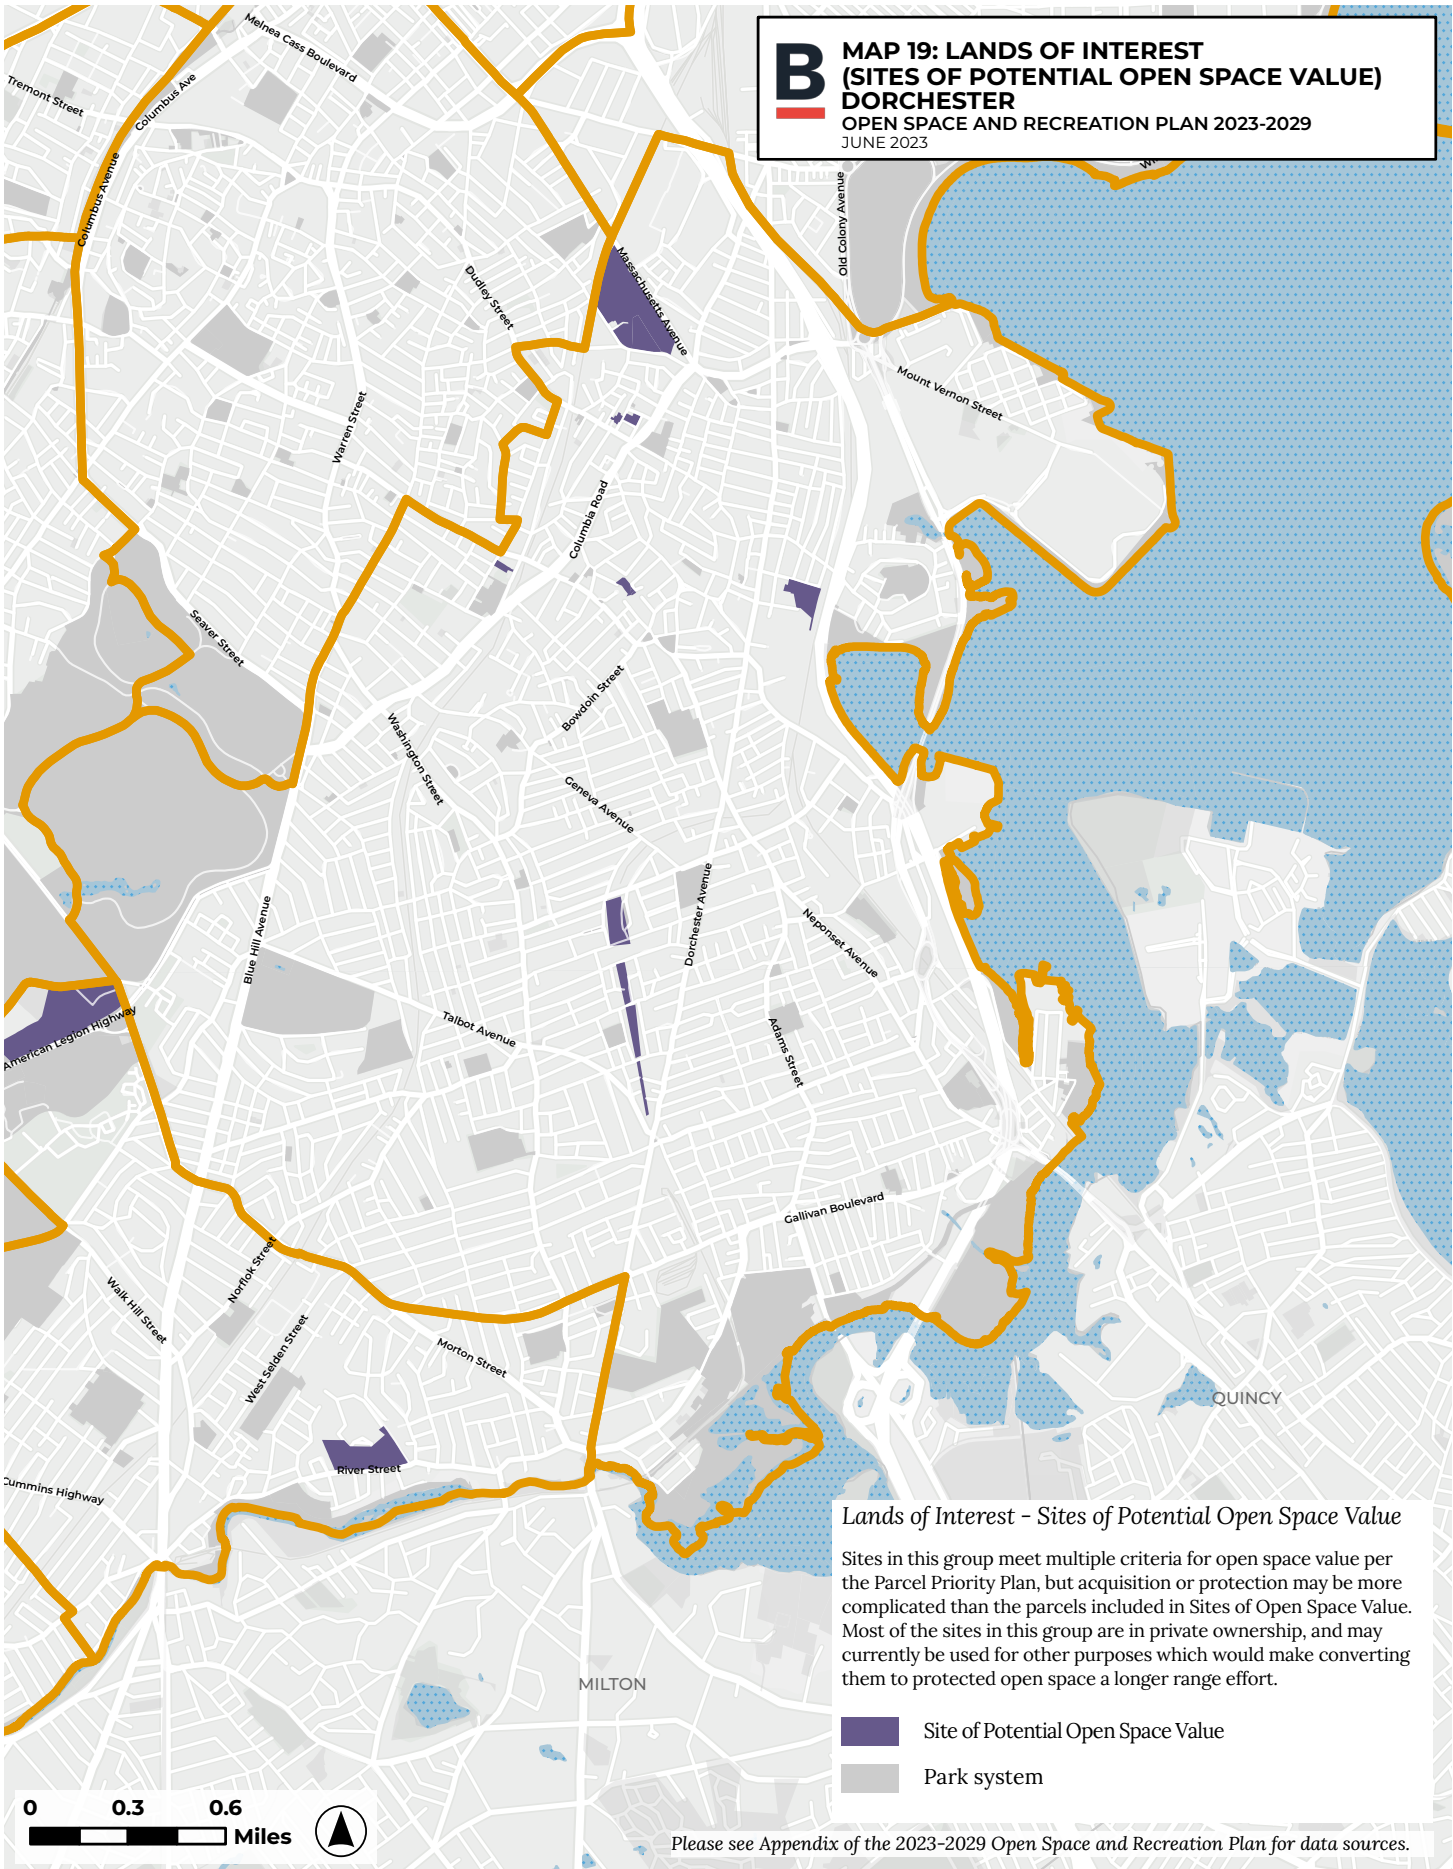 B
MAP 19: LANDS OF INTEREST
(SITES OF POTENTIAL OPEN SPACE VALUE)
DORCHESTER
OPEN SPACE AND RECREATION PLAN 2023-2029
JUNE 2023
Melnea Cass Boulevard
Tremont Street
Columbus Ave
Columbus Avenue
Old Colony Avenue
Massachusetts Avenue
Dudley Street
Mount Vernon Street
Warren Street
Columbia Road
Seaver Street
Bowdoin Street
Washington Street
Geneva Avenue
Dorchester Avenue
Blue Hill Avenue
Neponset Avenue
American Legion Highway
Talbot Avenue
Adams Street
Gallivan Boulevard
Norflok Street
Walk Hill Street
West Selden Street
Morton Street
QUINCY
River Street
Cummins Highway
MILTON
Lands of Interest - Sites of Potential Open Space Value
Sites in this group meet multiple criteria for open space value per
the Parcel Priority Plan, but acquisition or protection may be more
complicated than the parcels included in Sites of Open Space Value.
Most of the sites in this group are in private ownership, and may
currently be used for other purposes which would make converting
them to protected open space a longer range effort.
Site of Potential Open Space Value
Park system
0 0.3 0.6
Miles
Please see Appendix of the 2023-2029 Open Space and Recreation Plan for data sources.